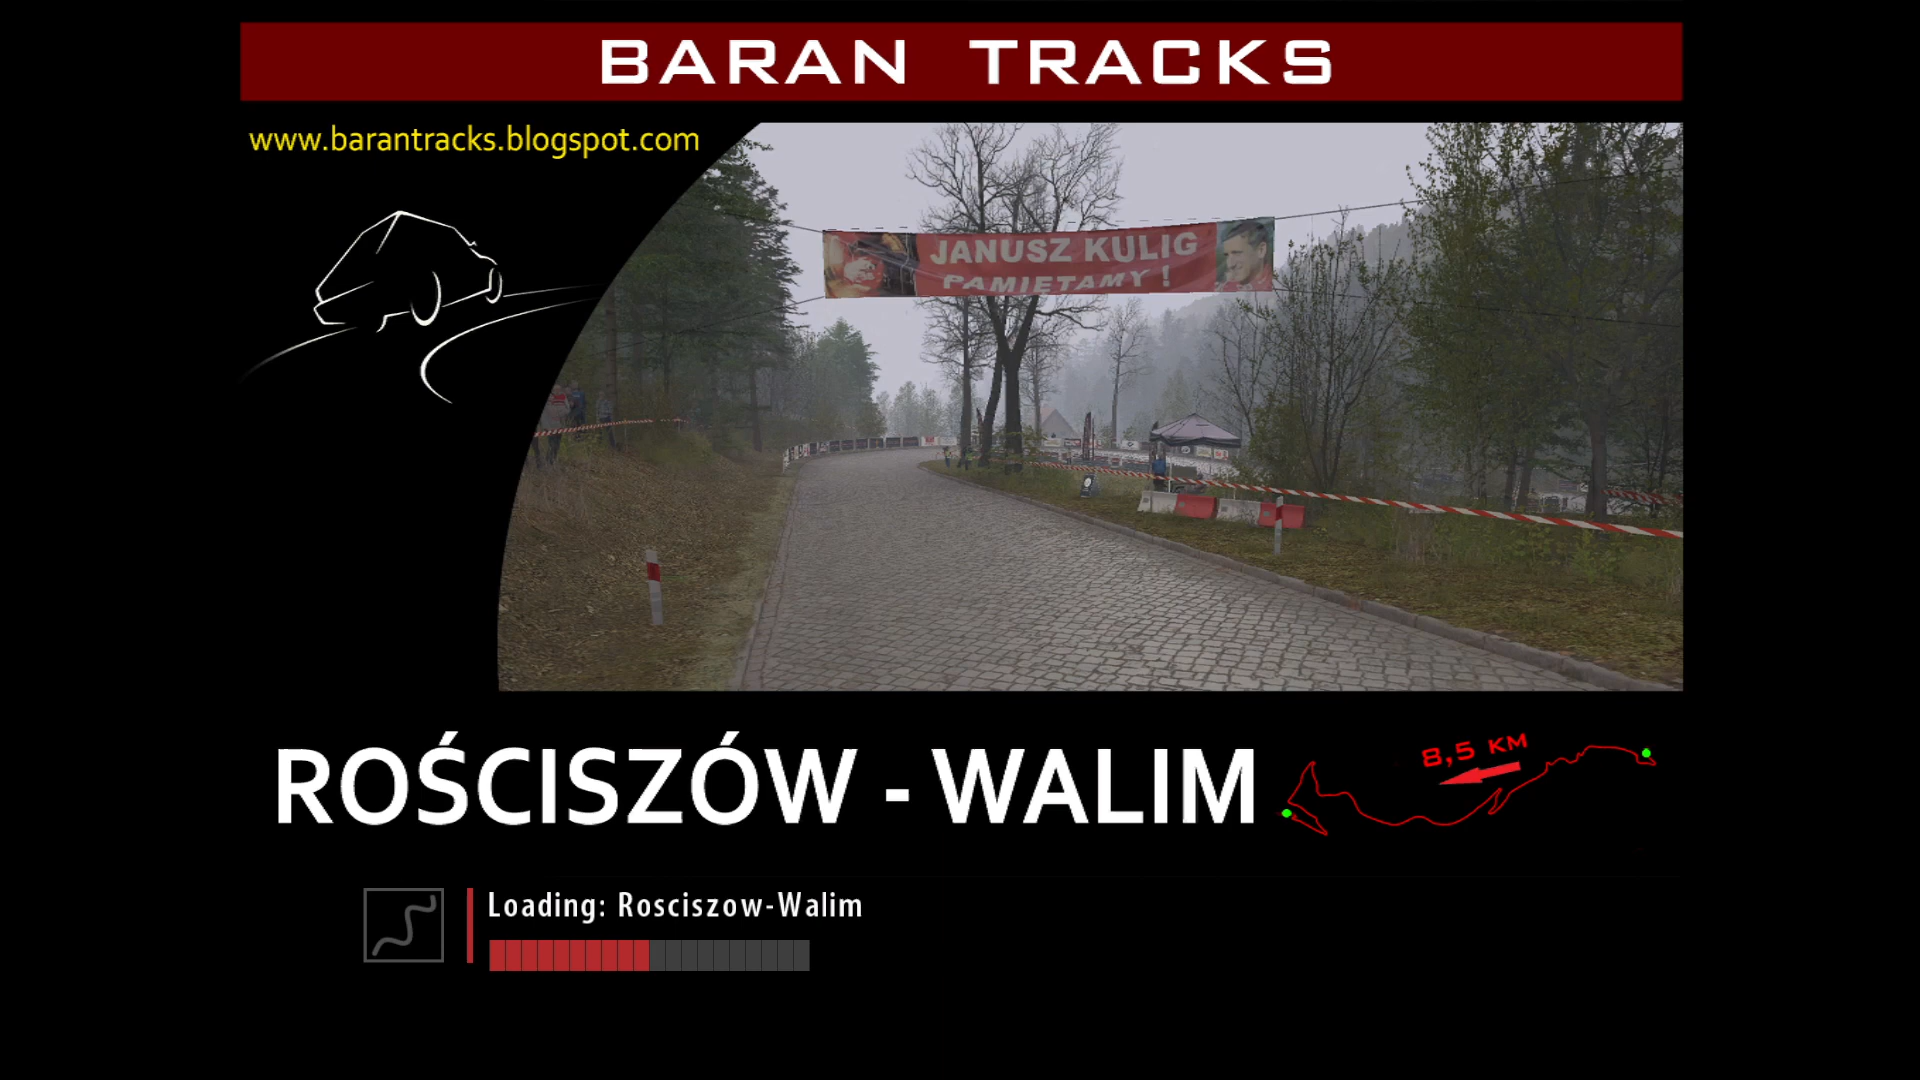 BARAN TRACKS
www.barantracks.blogspot.com
JANUSZ KULIG
PAMIĘTAMY !
ROŚCISZÓW - WALIM
8,5 KM
Loading: Rosciszow-Walim